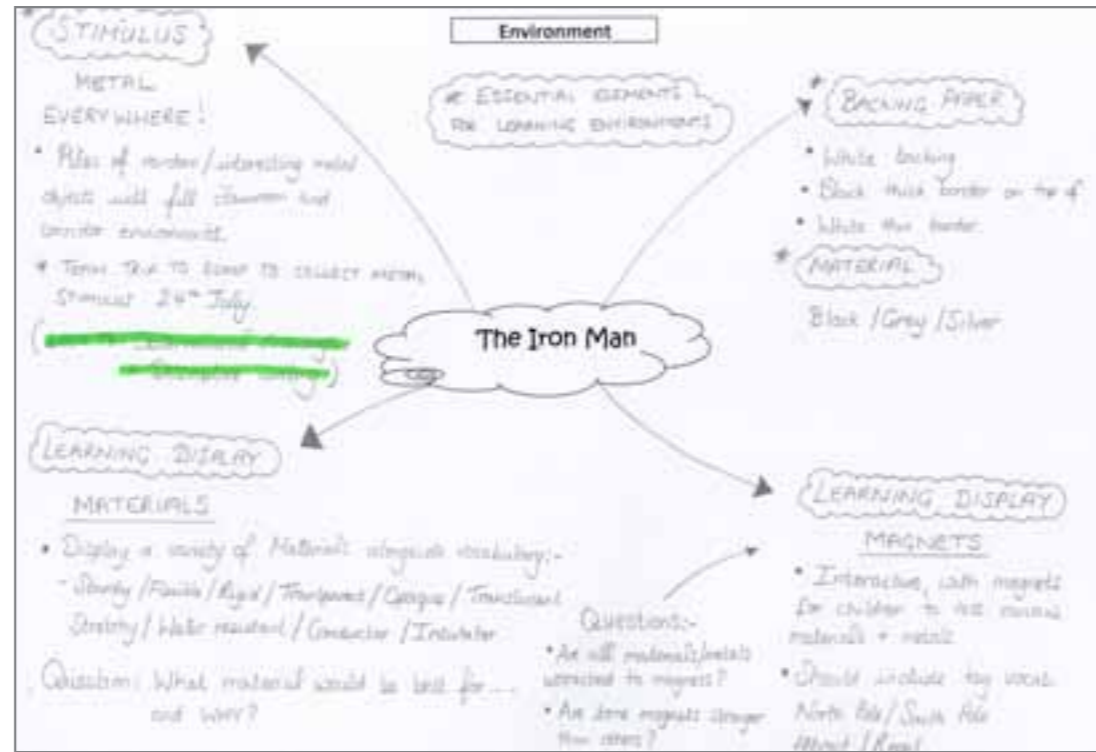 Environment
STIMULUS
METAL
EVERYWHERE!
• Piles of random/interesting metal
objects will fill classroom and
corridor environments.
* TEAM TRIP TO DUMP TO COLLECT METAL
STIMULUS 24th July.
* ESSENTIAL ELEMENTS
FOR LEARNING ENVIRONMENTS
* BACKING PAPER
• White backing
• Black thick border on top of
• White thin border.
* MATERIAL
Black / Grey / Silver
The Iron Man
LEARNING DISPLAY
MATERIALS
• Display a variety of Materials alongside vocabulary:-
- / Flexible / Rigid / Transparent / Opaque / Translucent
Stretchy / Water resistant / Conductor / Insulator
Question: What material would be best for....
and WHY?
Questions:-
• Are all materials/metals
attracted to magnets?
• Are some magnets stronger
than others?
LEARNING DISPLAY
MAGNETS
• Interactive, with magnets
for children to test various
materials + metals
• Should include key vocab.
North Pole / South Pole
Attract / Repel